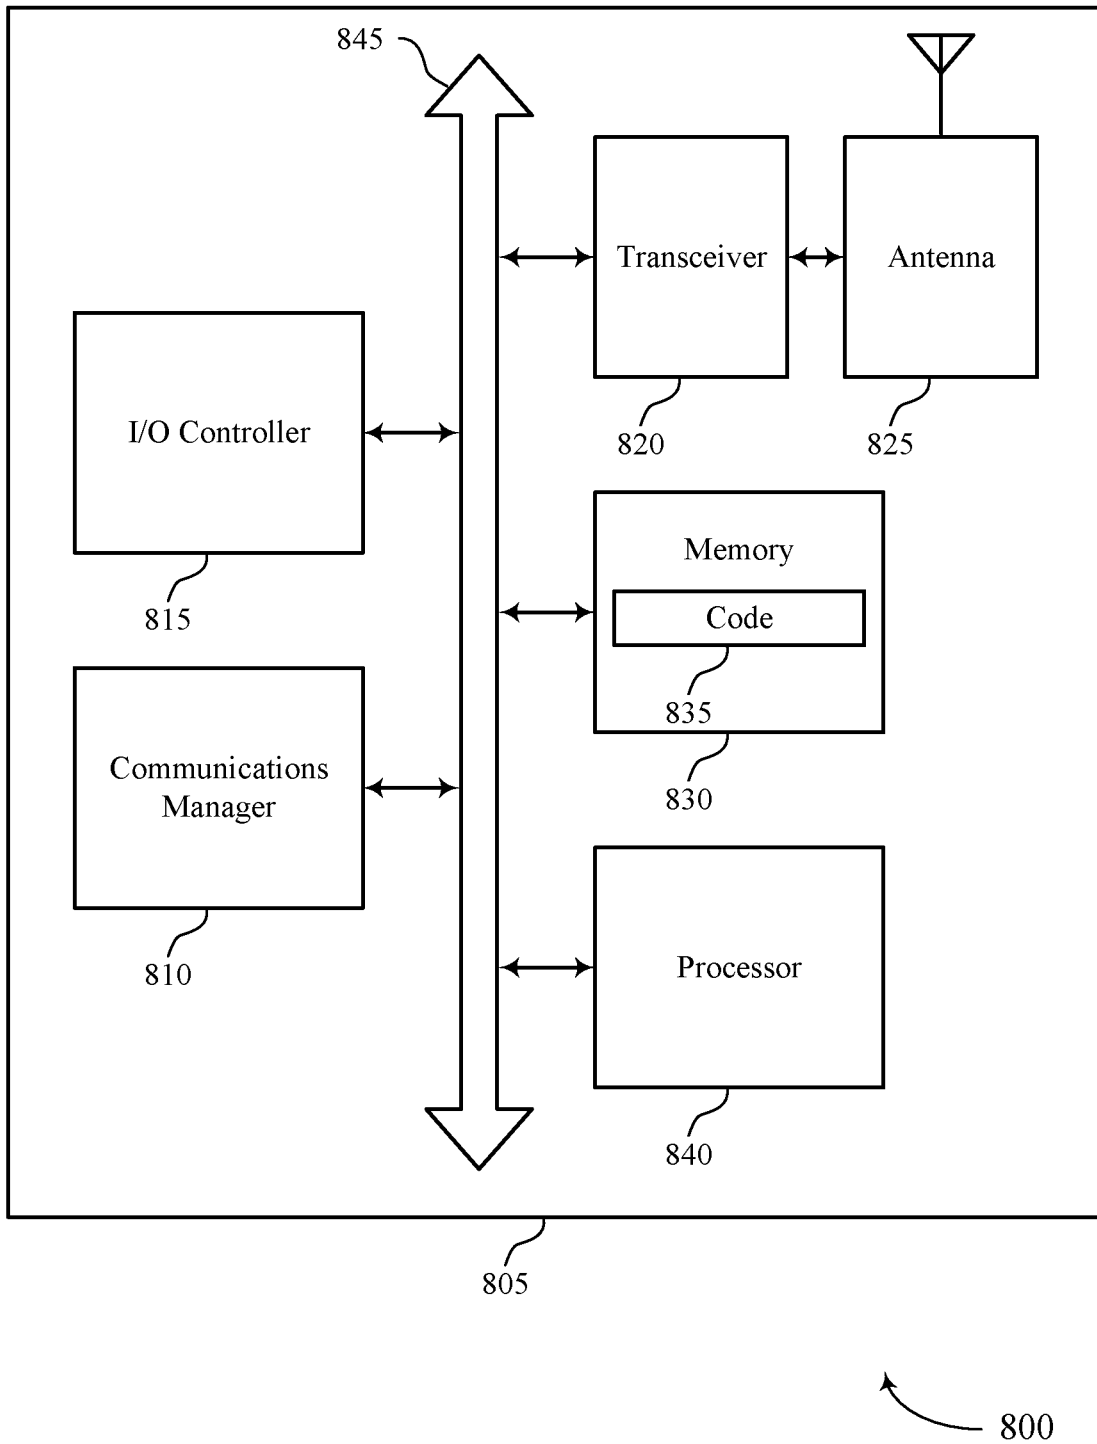 845
Transceiver
Antenna
820
825
I/O Controller
815
Memory
Code
835
830
Communications
Manager
810
Processor
840
805
800